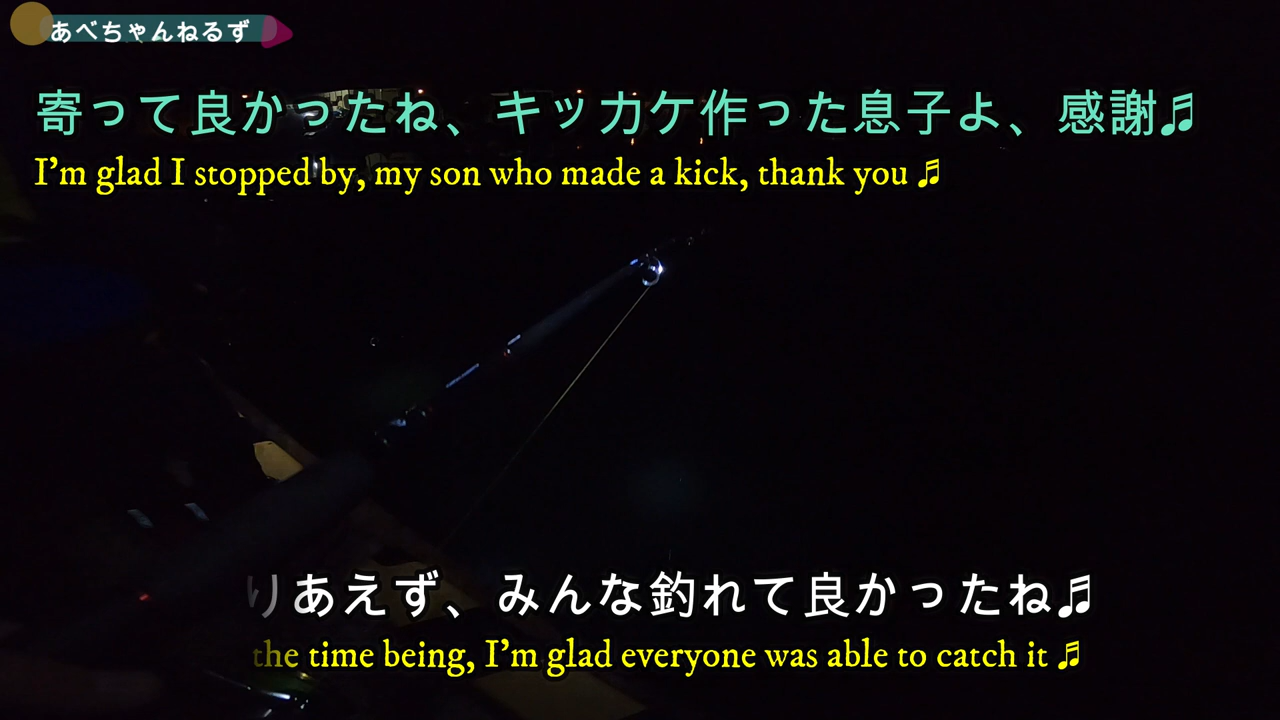 あべちゃんねるず
寄って良かったね、キッカケ作った息子よ、感謝♬
I'm glad I stopped by, my son who made a kick, thank you ♬
りあえず、みんな釣れて良かったね♬
the time being, I'm glad everyone was able to catch it ♬